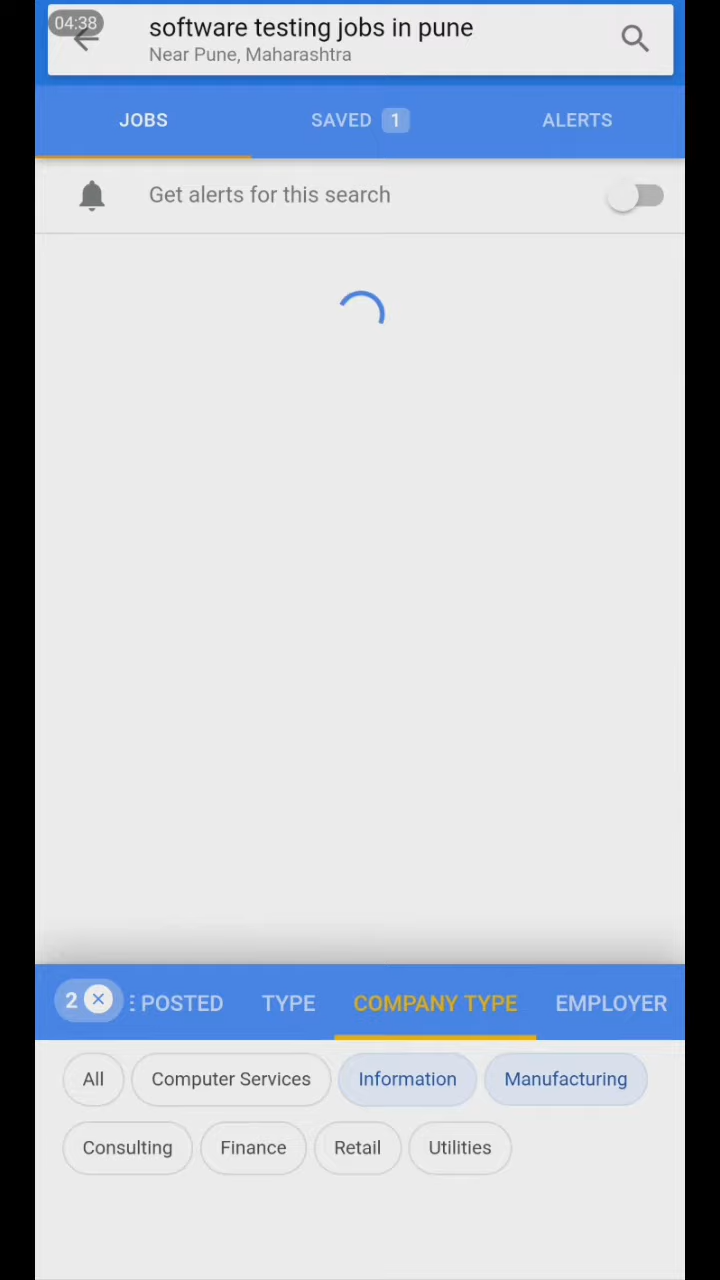 04:38
software testing jobs in pune
Near Pune, Maharashtra
JOBS SAVED 1 ALERTS
Get alerts for this search
2 POSTED TYPE COMPANY TYPE EMPLOYER
All Computer Services Information Manufacturing
Consulting Finance Retail Utilities